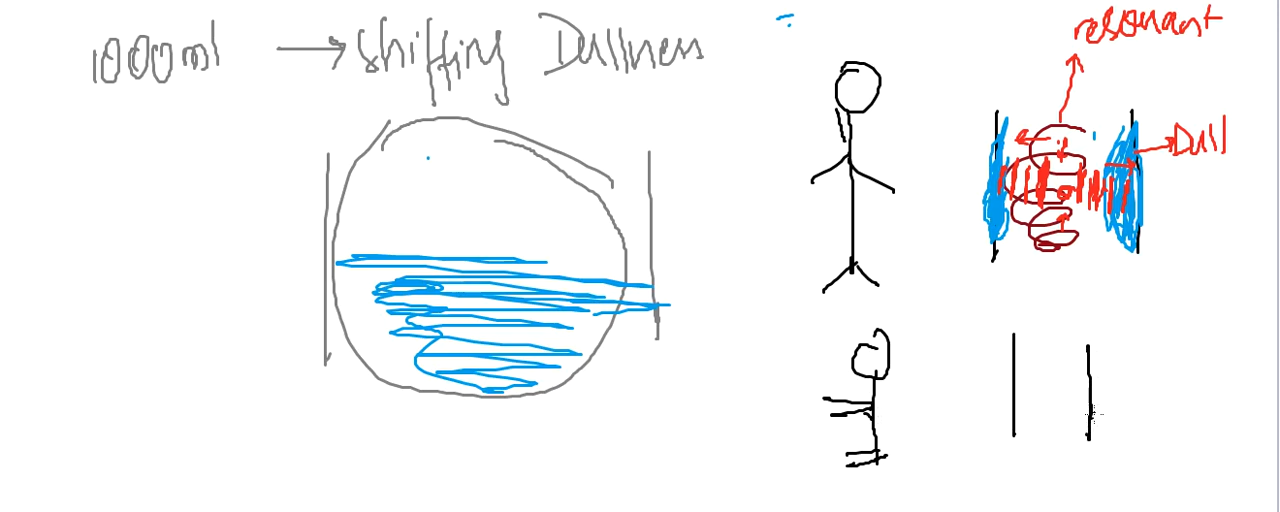 1000ml → Shifting Dullness
resonant
Dull